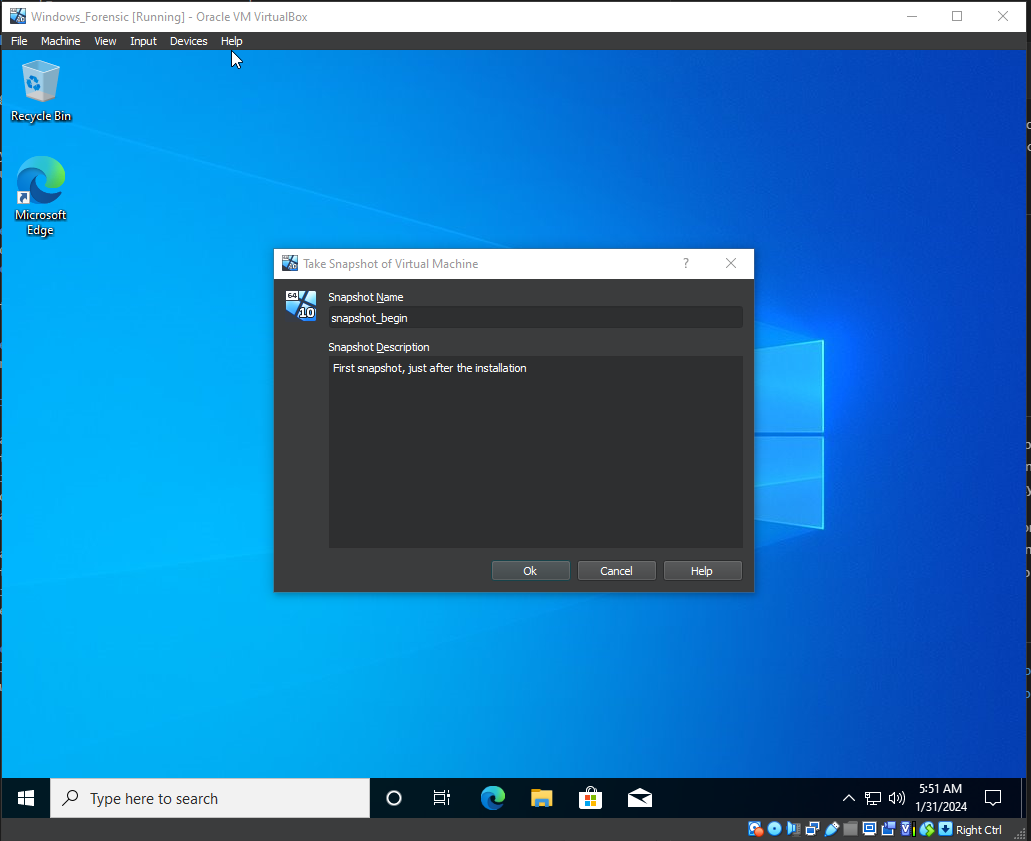 Windows_Forensic [Running] - Oracle VM VirtualBox
File Machine View Input Devices Help
Recycle Bin
Microsoft
Edge
Take Snapshot of Virtual Machine
?
64
10
Snapshot Name
snapshot_begin
Snapshot Description
First snapshot, just after the installation
Ok Cancel Help
Type here to search
5:51 AM
1/31/2024
Right Ctrl